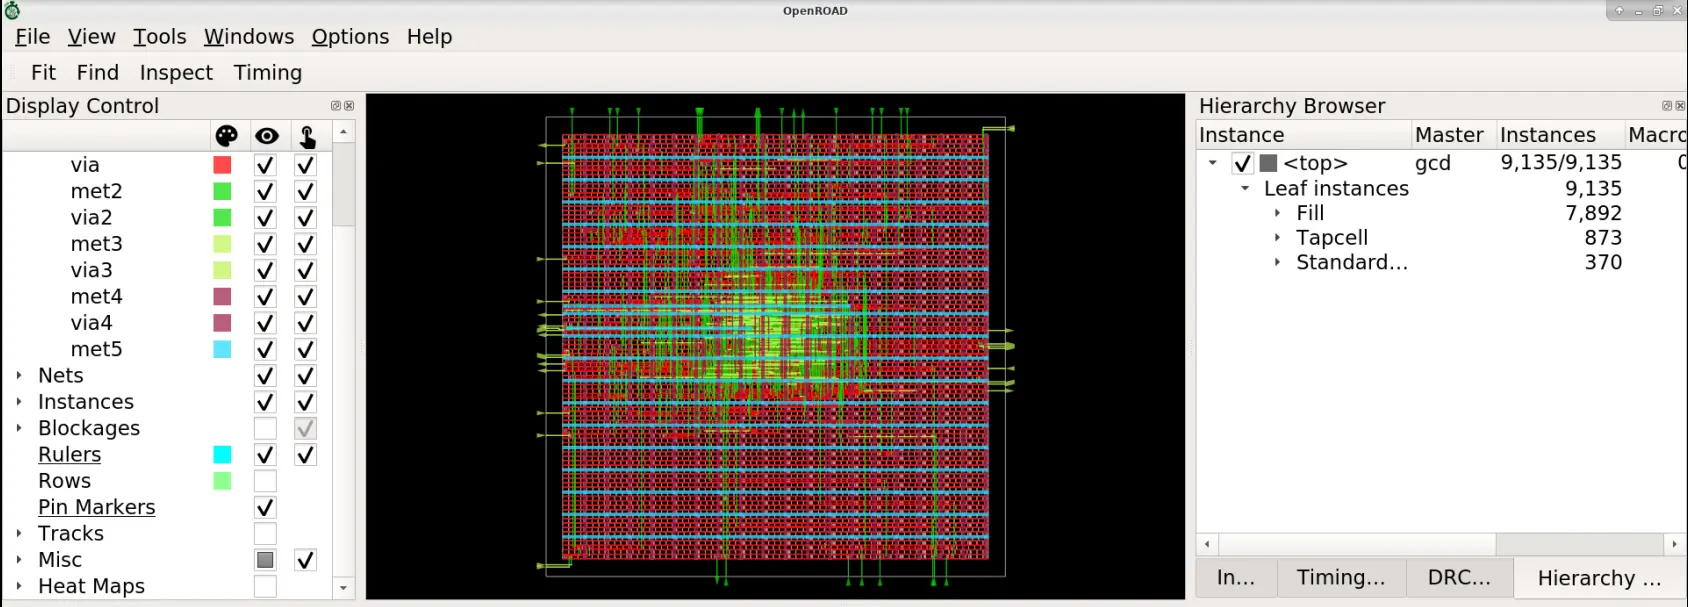 OpenROAD
File View Tools Windows Options Help
Fit Find Inspect Timing
Display Control
via
met2
via2
met3
via3
met4
via4
met5
Nets
Instances
Blockages
Rulers
Rows
Pin Markers
Tracks
Misc
Heat Maps
Hierarchy Browser
Instance Master Instances Macro
<top> gcd 9,135/9,135 0
Leaf instances 9,135
Fill 7,892
Tapcell 873
Standard... 370
In... Timing... DRC... Hierarchy ...